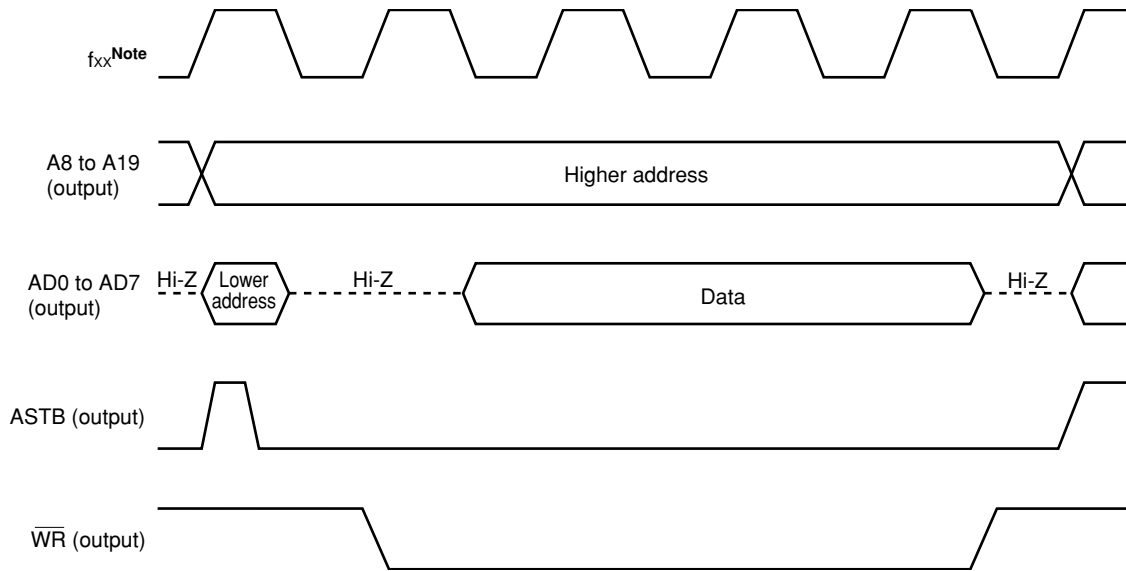 fxxNote
A8 to A19
(output)
Higher address
AD0 to AD7
(output)
Hi-Z
Lower
address
Hi-Z
Data
Hi-Z
ASTB (output)
WR (output)